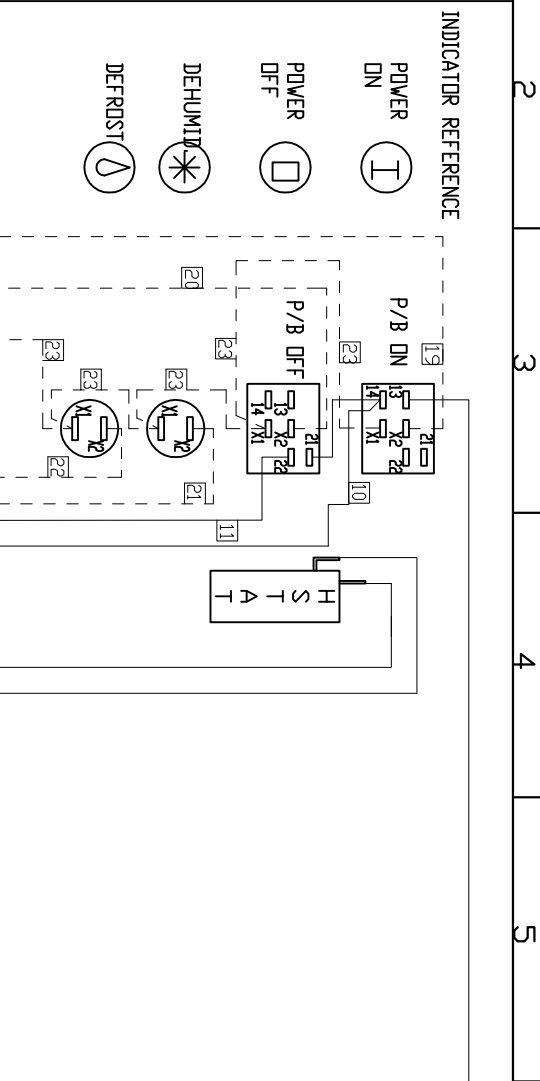 2
3
4
5
INDICATOR REFERENCE
POWER
ON
POWER
OFF
DEHUMID
DEFROST
19
P/B ON
13
14
21
X2
22
X1
23
P/B OFF
13
14
21
X2
22
X1
23
20
23
X1
X2
21
23
X1
X2
22
23
10
11
HSTAT